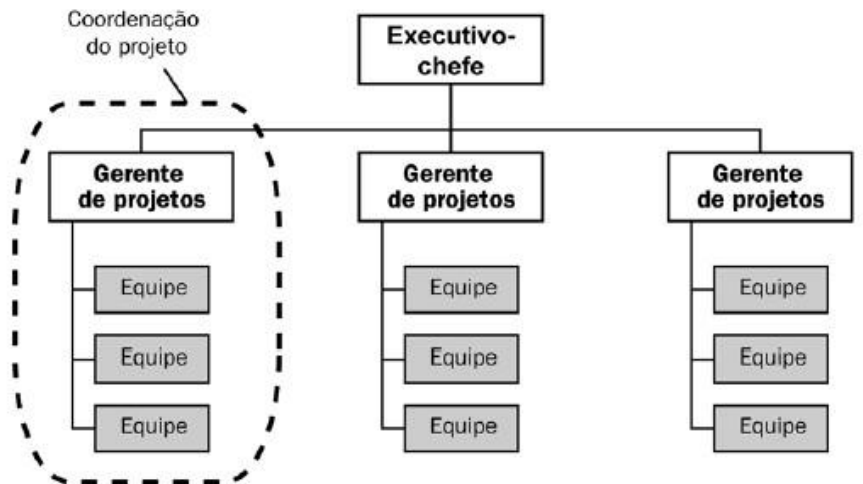 Coordenação
do projeto
Executivo-
chefe
Gerente
de projetos
Gerente
de projetos
Gerente
de projetos
Equipe
Equipe
Equipe
Equipe
Equipe
Equipe
Equipe
Equipe
Equipe